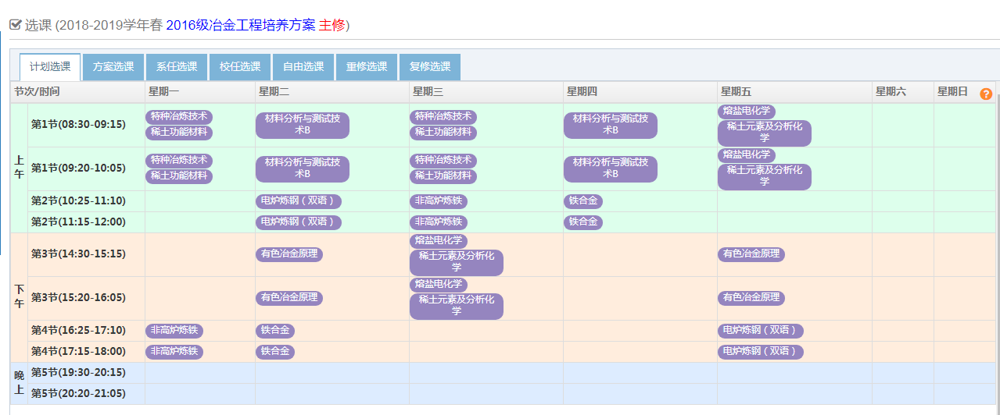 选课 (2018-2019学年春 2016级冶金工程培养方案 主修)
计划选课 方案选课 系任选课 校任选课 自由选课 重修选课 复修选课
节次/时间 星期一 星期二 星期三 星期四 星期五 星期六 星期日 ?
上午
第1节(08:30-09:15) 特种冶炼技术 稀土功能材料 材料分析与测试技术B 特种冶炼技术 稀土功能材料 材料分析与测试技术B 熔盐电化学 稀土元素及分析化学
第1节(09:20-10:05) 特种冶炼技术 稀土功能材料 材料分析与测试技术B 特种冶炼技术 稀土功能材料 材料分析与测试技术B 熔盐电化学 稀土元素及分析化学
第2节(10:25-11:10) 电炉炼钢（双语） 非高炉炼铁 铁合金
第2节(11:15-12:00) 电炉炼钢（双语） 非高炉炼铁 铁合金
下午
第3节(14:30-15:15) 有色冶金原理 熔盐电化学 稀土元素及分析化学 有色冶金原理
第3节(15:20-16:05) 有色冶金原理 熔盐电化学 稀土元素及分析化学 有色冶金原理
第4节(16:25-17:10) 非高炉炼铁 铁合金 电炉炼钢（双语）
第4节(17:15-18:00) 非高炉炼铁 铁合金 电炉炼钢（双语）
晚上
第5节(19:30-20:15)
第5节(20:20-21:05)